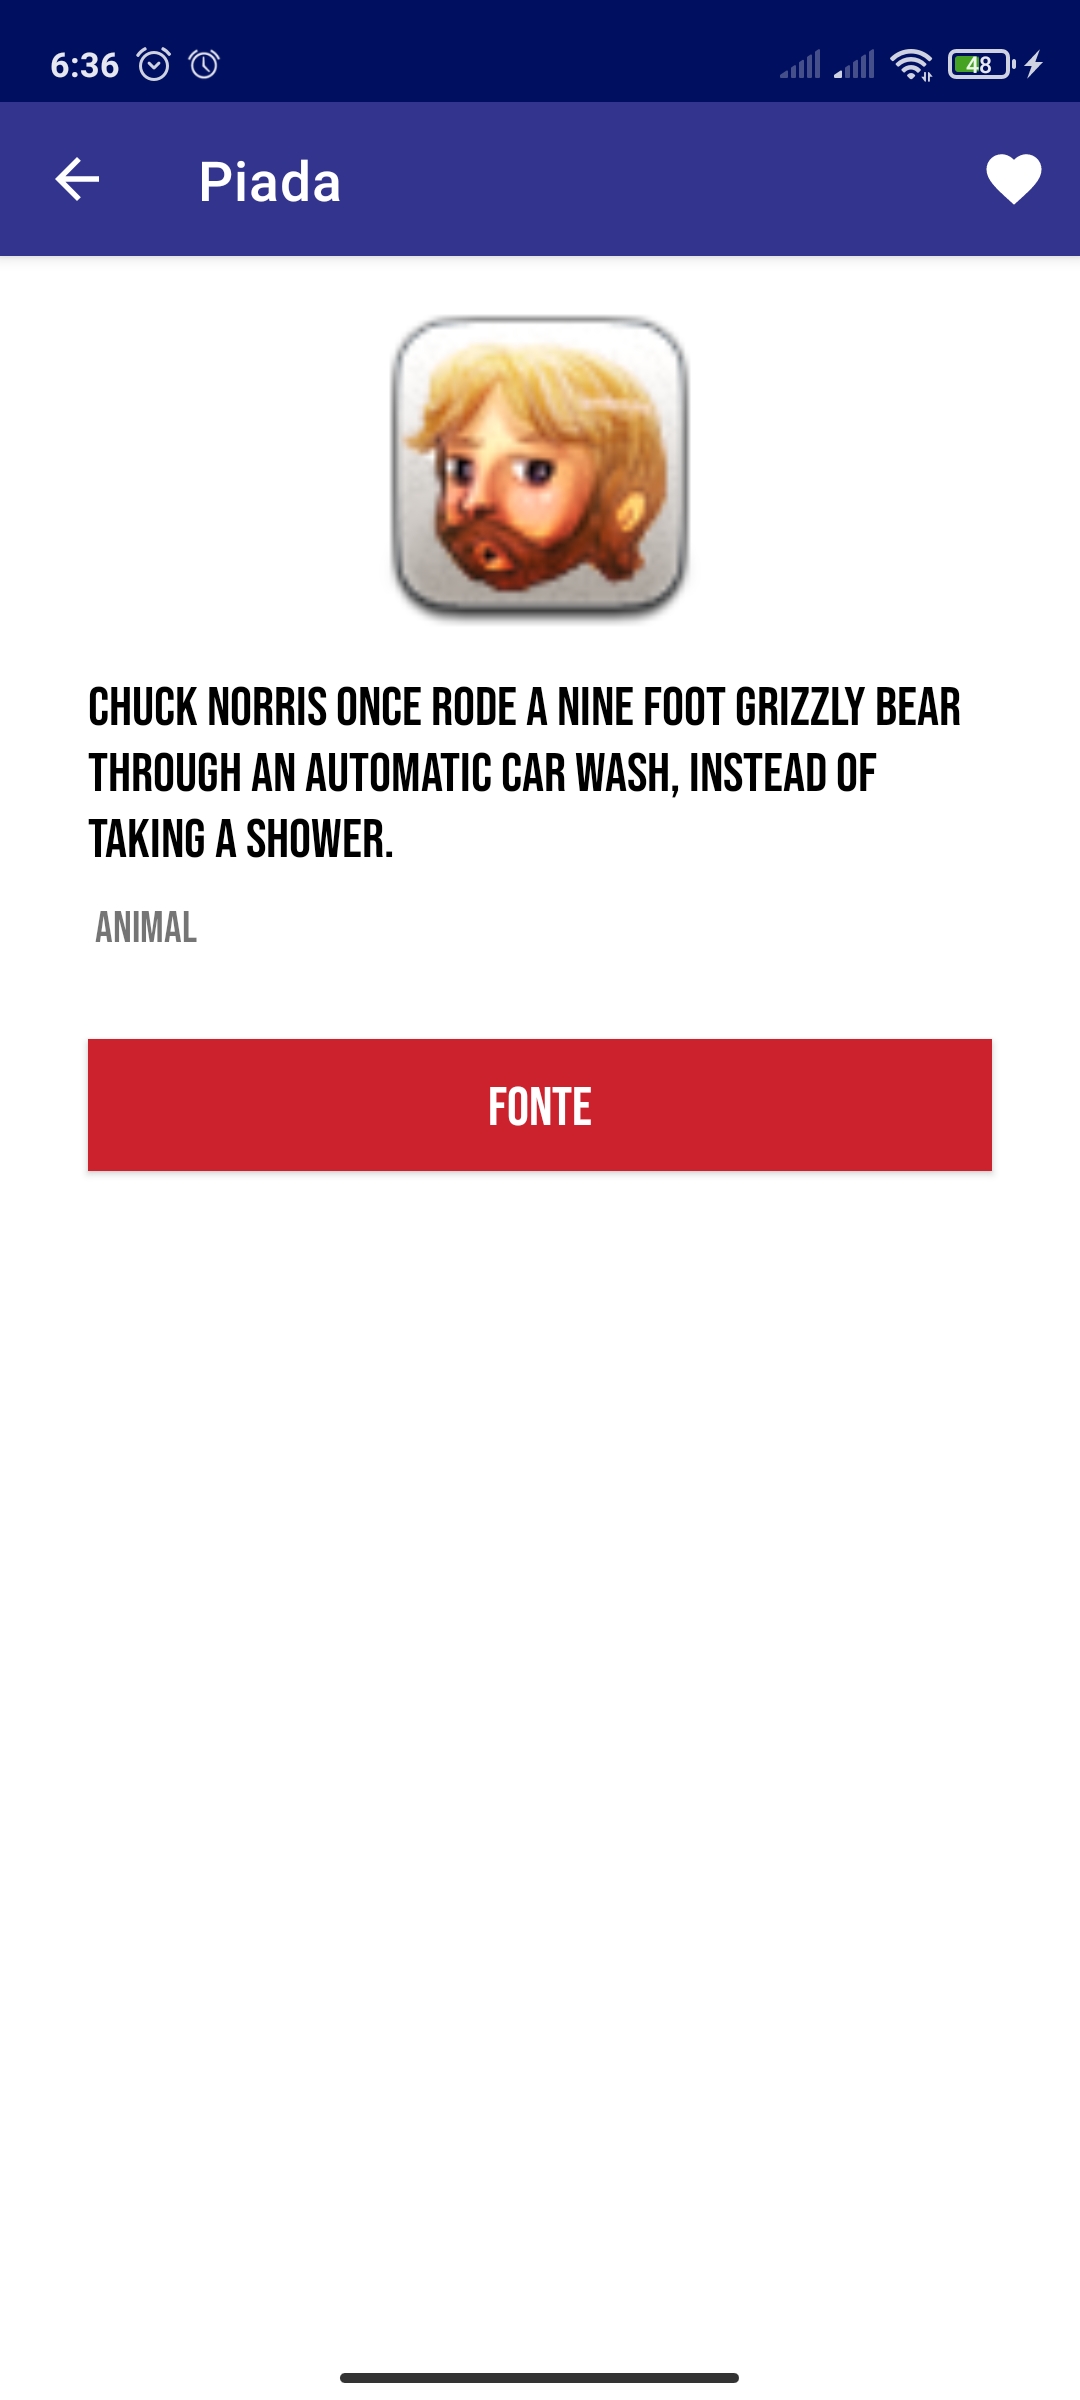 6:36
48
Piada
CHUCK NORRIS ONCE RODE A NINE FOOT GRIZZLY BEAR
THROUGH AN AUTOMATIC CAR WASH, INSTEAD OF
TAKING A SHOWER.
ANIMAL
FONTE